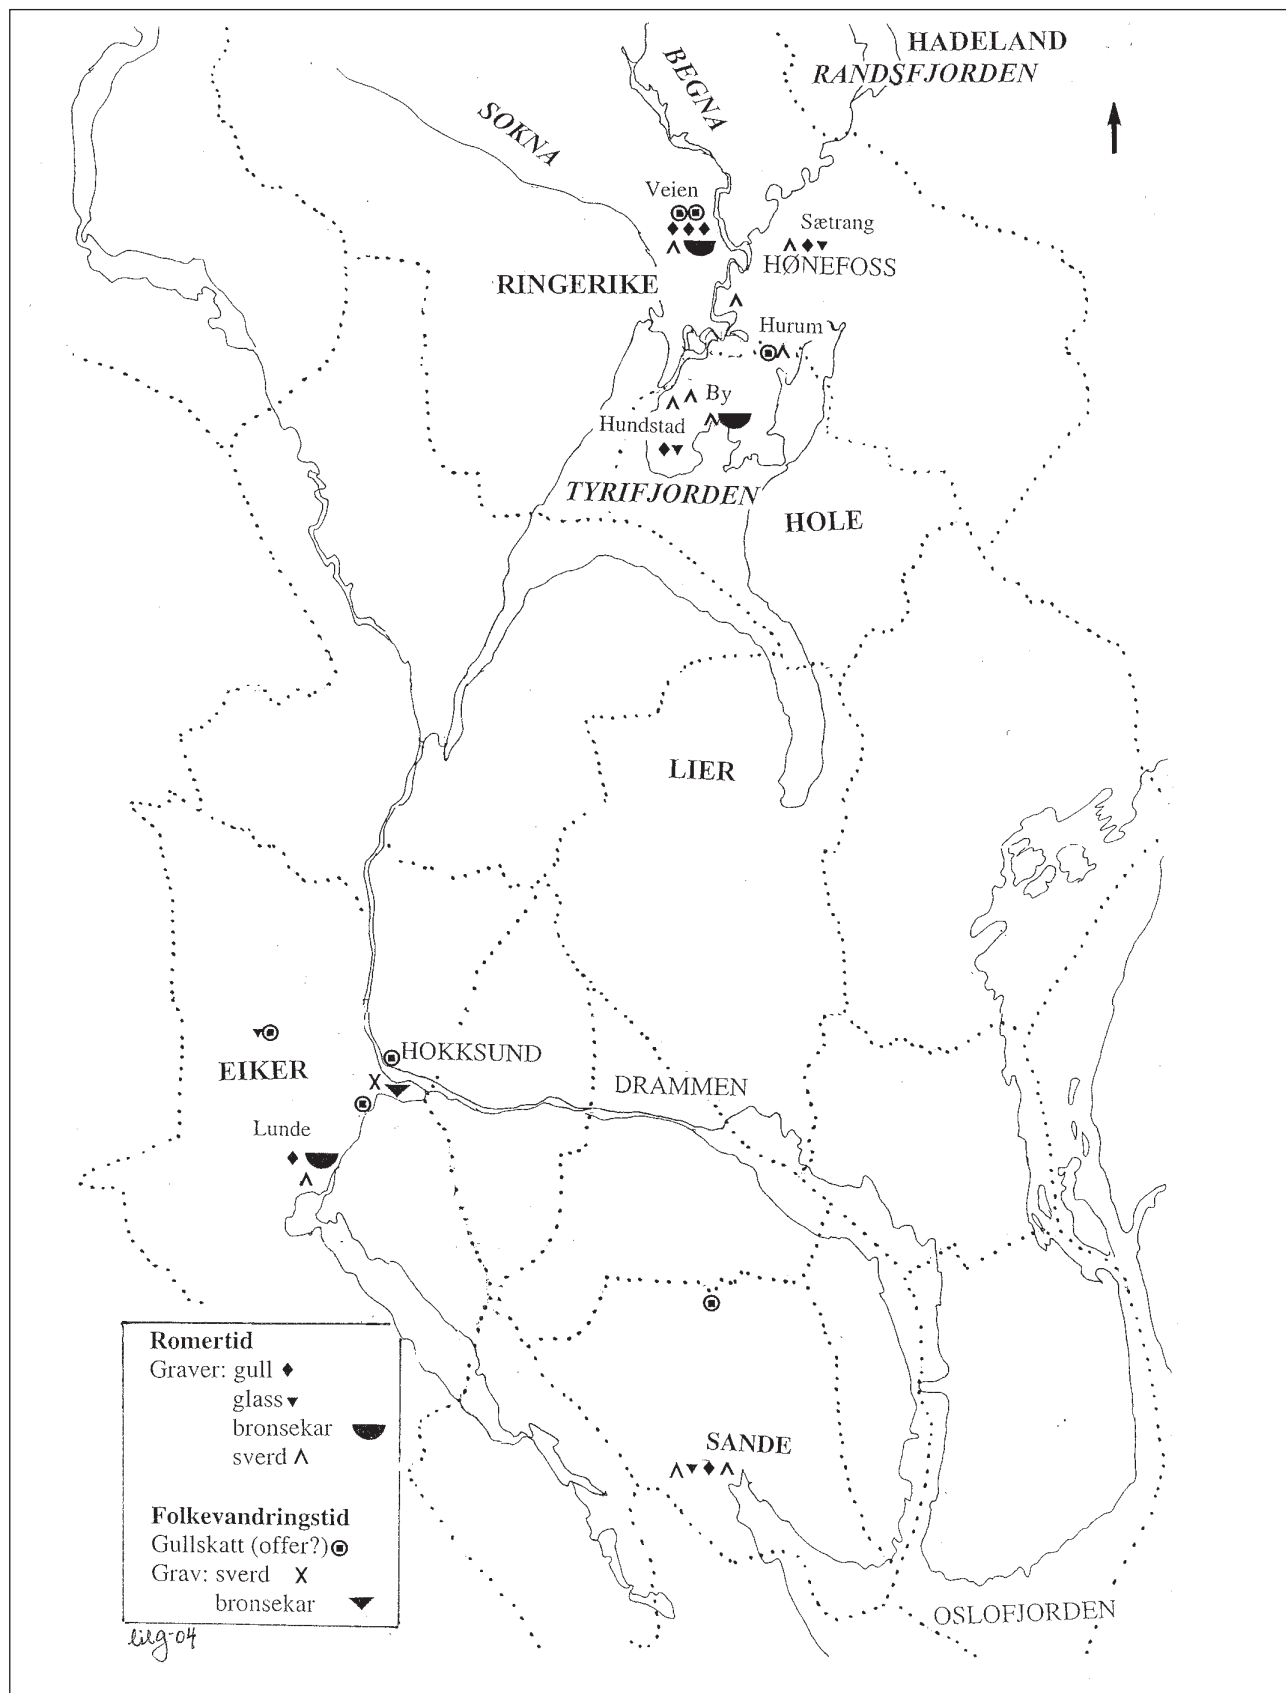 HADELAND
RANDSFJORDEN
BEGNA
SOKNA
Veien
Sætrang
HØNEFOSS
RINGERIKE
Hurum
By
Hundstad
TYRIFJORDEN
HOLE
LIER
HOKKSUND
EIKER
DRAMMEN
Lunde
SANDE
OSLOFJORDEN
Romertid
Graver: gull
glass
bronsekar
sverd
Folkevandringstid
Gullskatt (offer?)
Grav: sverd
bronsekar